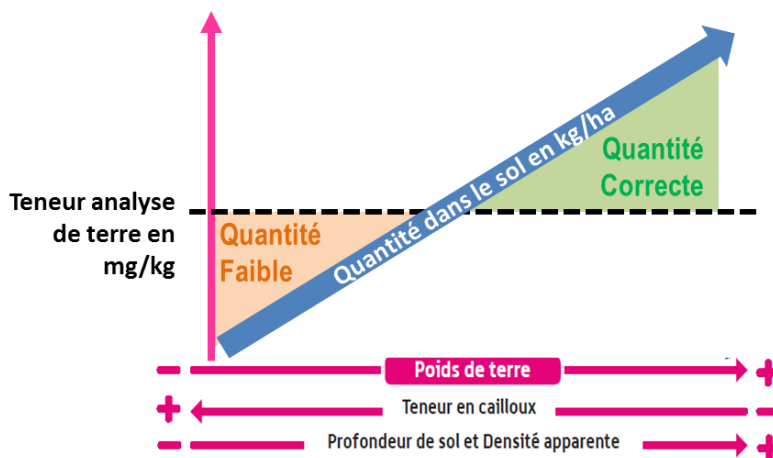 Teneur analyse
de terre en
mg/kg
Quantité
Faible
Quantité dans le sol en kg/ha
Quantité
Correcte
- Poids de terre +
+ Teneur en cailloux -
- Profondeur de sol et Densité apparente +